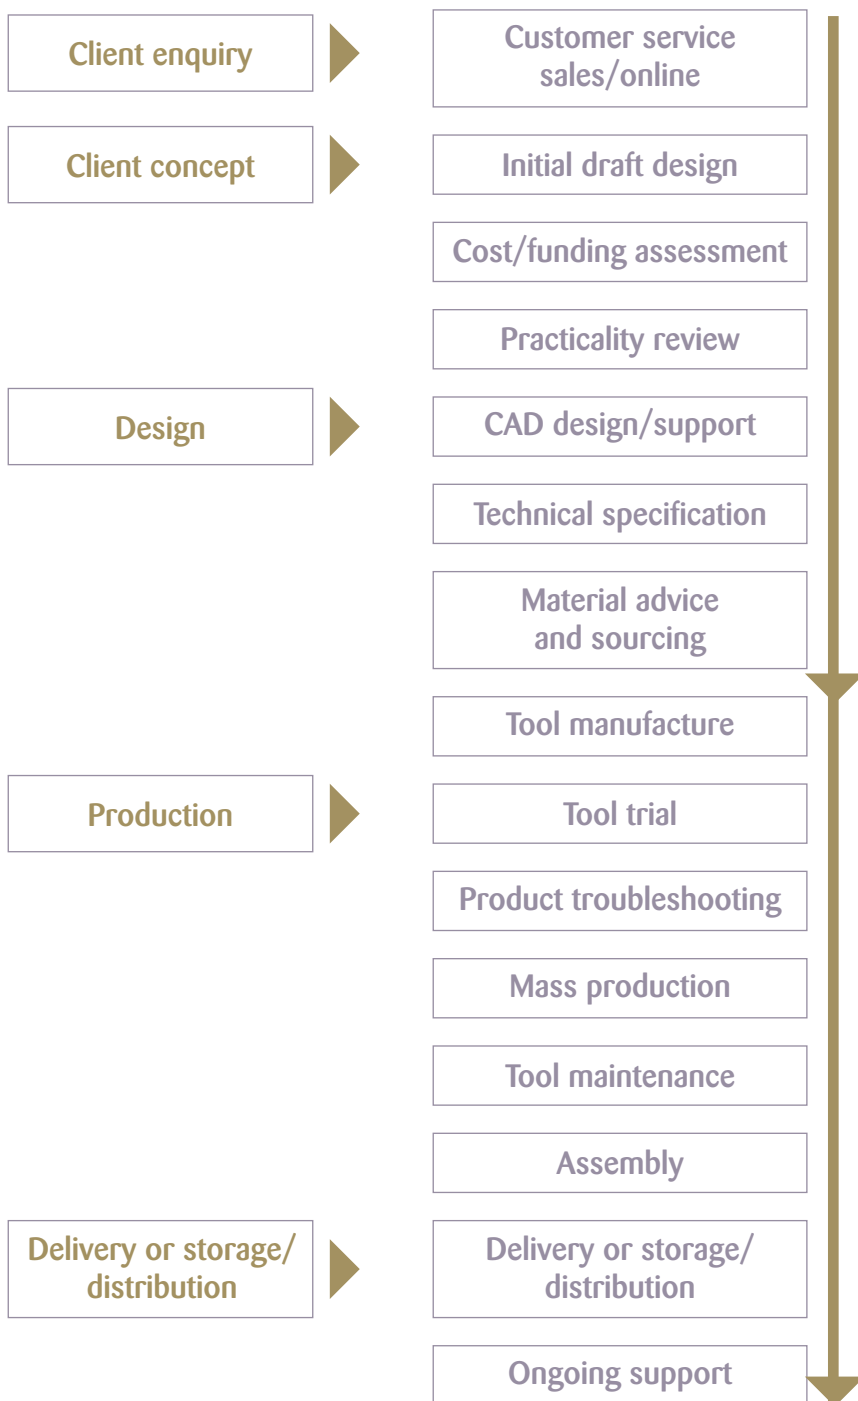 Client enquiry
Customer service
sales/online
Client concept
Initial draft design
Cost/funding assessment
Practicality review
Design
CAD design/support
Technical specification
Material advice
and sourcing
Tool manufacture
Production
Tool trial
Product troubleshooting
Mass production
Tool maintenance
Assembly
Delivery or storage/
distribution
Delivery or storage/
distribution
Ongoing support